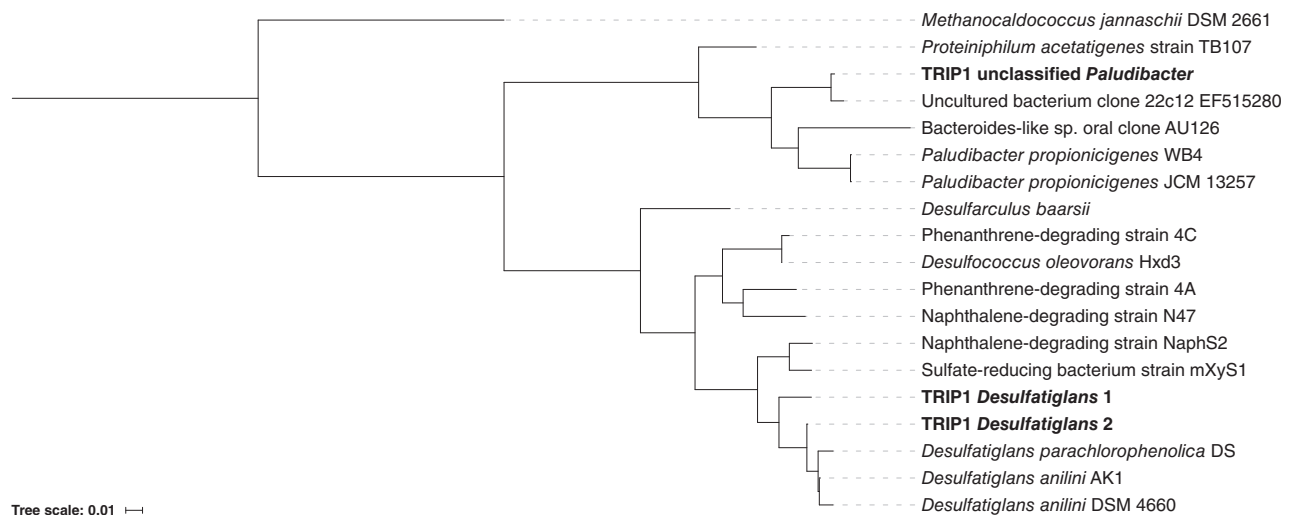 Methanocaldococcus jannaschii DSM 2661
Proteiniphilum acetatigenes strain TB107
TRIP1 unclassified Paludibacter
Uncultured bacterium clone 22c12 EF515280
Bacteroides-like sp. oral clone AU126
Paludibacter propionicigenes WB4
Paludibacter propionicigenes JCM 13257
Desulfarculus baarsii
Phenanthrene-degrading strain 4C
Desulfococcus oleovorans Hxd3
Phenanthrene-degrading strain 4A
Naphthalene-degrading strain N47
Naphthalene-degrading strain NaphS2
Sulfate-reducing bacterium strain mXyS1
TRIP1 Desulfatiglans 1
TRIP1 Desulfatiglans 2
Desulfatiglans parachlorophenolica DS
Desulfatiglans anilini AK1
Desulfatiglans anilini DSM 4660
Tree scale: 0.01